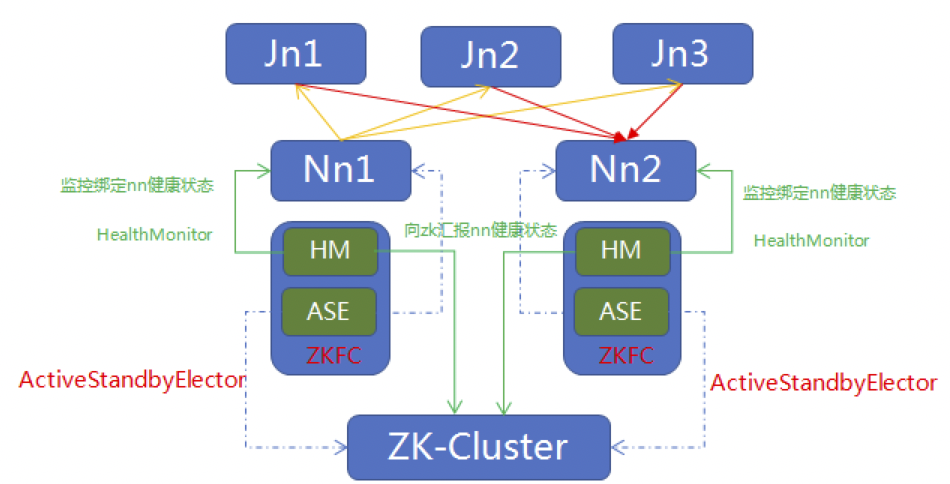 Jn1
Jn2
Jn3
Nn1
Nn2
监控绑定nn健康状态
监控绑定nn健康状态
HealthMonitor
向zk汇报nn健康状态
HealthMonitor
HM
HM
ASE
ASE
ZKFC
ZKFC
ActiveStandbyElector
ActiveStandbyElector
ZK-Cluster